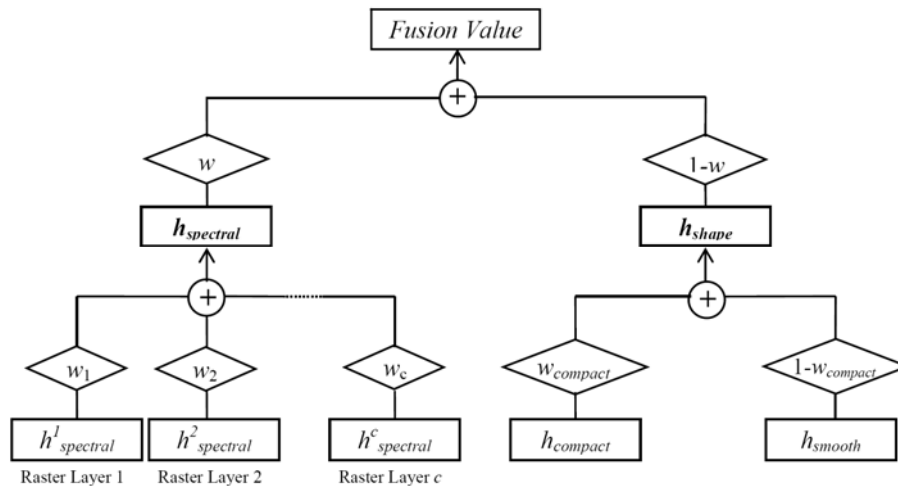 Fusion Value
+
w
1-w
h_spectral
h_shape
+
+
w_1
w_2
w_c
w_compact
1-w_compact
h^1_spectral
h^2_spectral
h^c_spectral
h_compact
h_smooth
Raster Layer 1
Raster Layer 2
Raster Layer c